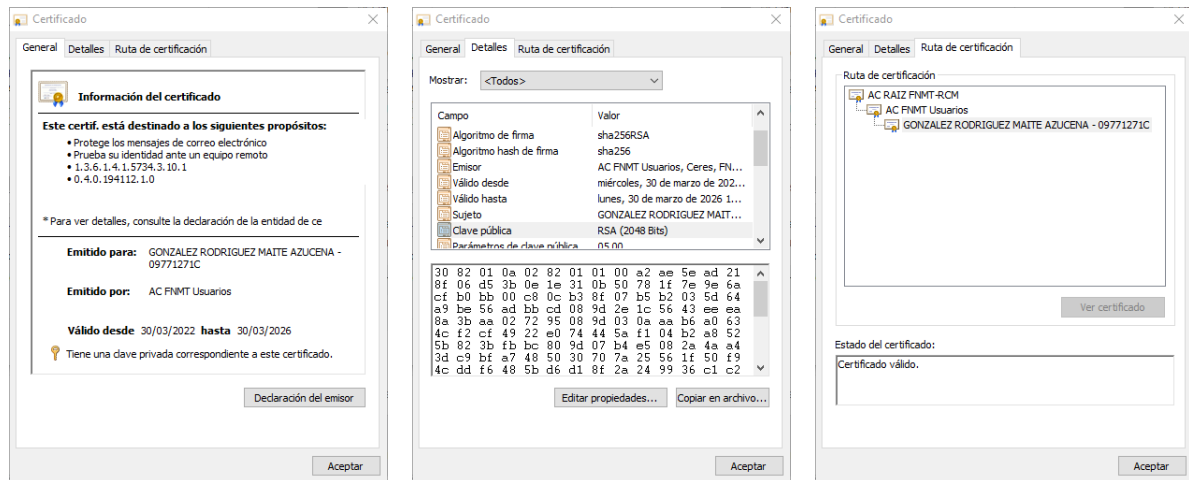 Certificado
General Detalles Ruta de certificación
Información del certificado
Este certif. está destinado a los siguientes propósitos:
• Protege los mensajes de correo electrónico
• Prueba su identidad ante un equipo remoto
• 1.3.6.1.4.1.5734.3.10.1
• 0.4.0.194112.1.0
* Para ver detalles, consulte la declaración de la entidad de ce
Emitido para: GONZALEZ RODRIGUEZ MAITE AZUCENA -
09771271C
Emitido por: AC FNMT Usuarios
Válido desde 30/03/2022 hasta 30/03/2026
Tiene una clave privada correspondiente a este certificado.
Declaración del emisor
Aceptar
Certificado
General Detalles Ruta de certificación
Mostrar: <Todos>
Campo Valor
Algoritmo de firma sha256RSA
Algoritmo hash de firma sha256
Emisor AC FNMT Usuarios, Ceres, FN...
Válido desde miércoles, 30 de marzo de 202...
Válido hasta lunes, 30 de marzo de 2026 1...
Sujeto GONZALEZ RODRIGUEZ MAIT...
Clave pública RSA (2048 Bits)
Parámetros de clave pública 05 00
30 82 01 0a 02 82 01 01 00 a2 ae 5e ad 21
8f 06 d5 3b 0e 1e 31 0b 50 78 1f 7e 9e 6a
cf b0 bb 00 c8 0c b3 8f 07 b5 b2 03 5d 64
a9 be 56 ad bb cd 08 9d 2e 1c 56 43 ee ea
8a 3b aa 02 72 95 08 9d 03 0a aa b6 a0 63
4c f2 cf 49 22 e0 74 44 5a f1 04 b2 a8 52
5b 82 3b fb bc 80 9d 07 b4 e5 08 2a 4a a4
3d c9 bf a7 48 50 30 70 7a 25 56 1f 50 f9
4c dd f6 48 5b d6 d1 8f 2a 24 99 36 c1 c2
Editar propiedades... Copiar en archivo...
Aceptar
Certificado
General Detalles Ruta de certificación
Ruta de certificación
AC RAIZ FNMT-RCM
AC FNMT Usuarios
GONZALEZ RODRIGUEZ MAITE AZUCENA - 09771271C
Ver certificado
Estado del certificado:
Certificado válido.
Aceptar